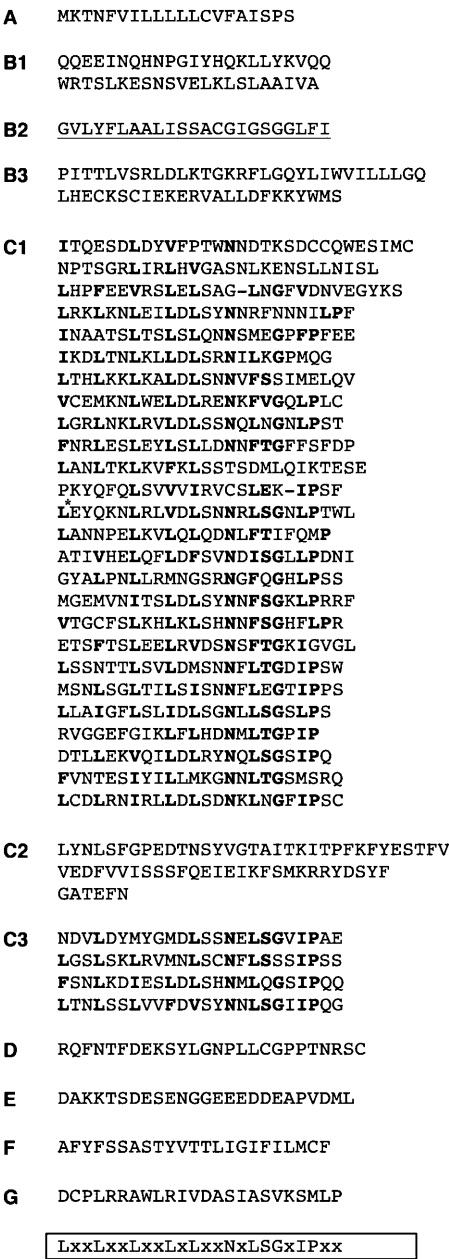 A MKTNFVILLLLLCVFAISPS
B1 QQEEINQHNPGIYHQKLLYKVQQ
WRTSLKESNSVELKLSLAAIVA
B2 GVLYFLAALISSACGIGSGGLFI
B3 PITTLVSRLDLKTGKRFLGQYLIWVILLLGQ
LHECKSCIEKERVALLDFKKYWMS
C1 ITQESDLDYVFPTWNNDTKSDCCQWESIMC
NPTSGRLIRLHVGASNLKENSLLNISL
LHPFEEVRSLELSAG-LNGFVDNVEGYKS
LRKLKNLEILDLSYNNRFNNNILPF
INAATSLTSLSLQNNSMEGPFPFEE
IKDLTNLKLLDLSRNILKGPMQG
LTHLKKLKALDLSNNVFSSIMELQV
VCEMKNLWELDLRENKFVGQLPLC
LGRLNKLRVLDLSSNQLNGNLPST
FNRLESLEYLSLLDNNFTGFFSFDP
LANLTKLKVFKLSSTSDMLQIKTESE
PKYQFQLSVVVIRVCSLEK-IPSF
*
LEYQKNLRLVDLSNNRLSGNLPTWL
LANNPELKVLQLQDNLFTIFQMP
ATIVHELQFLDFSVNDISGLLPDNI
GYALPNLLRMNGSRNGFQGHLPSS
MGEMVNITSLDLSYNNFSGKLPRRF
VTGCFSLKHLKLSHNNFSGHFLPR
ETSFTSLEELRVDSNSFTGKIGVGL
LSSNTTLSVLDMSNNFLTGDIPSW
MSNLSGLTILSISNNFLEGTIPPS
LLAIGFLSLIDLSGNLLSGSLPS
RVGGEFGIKLFLHDNMLTGPIP
DTLLEKVQILDLRYNQLSGSIPQ
FVNTESIYILLMKGNNLTGSMSRQ
LCDLRNIRLLDLSDNKLNGFIPSC
C2 LYNLSFGPEDTNSYVGTAITKITPFKFYESTFV
VEDFVVISSSFQEIEIKFSMKRRYDSYF
GATEFN
C3 NDVLDYMYGMDLSSNELSGVIPAE
LGSLSKLRVMNLSCNFLSSSIPSS
FSNLKDIESLDLSHNMLQGSIPQQ
LTNLSSLVVFDVSYNNLSGIIPQG
D RQFNTFDEKSYLGNPLLCGPPTNRSC
E DAKKTSDESENGGEEEDDEAPVDML
F AFYFSSASTYVTTLIGIFILMCF
G DCPLRRAWLRIVDASIASVKSMLP
LxxLxxLxxLxLxxNxLSGxIPxx